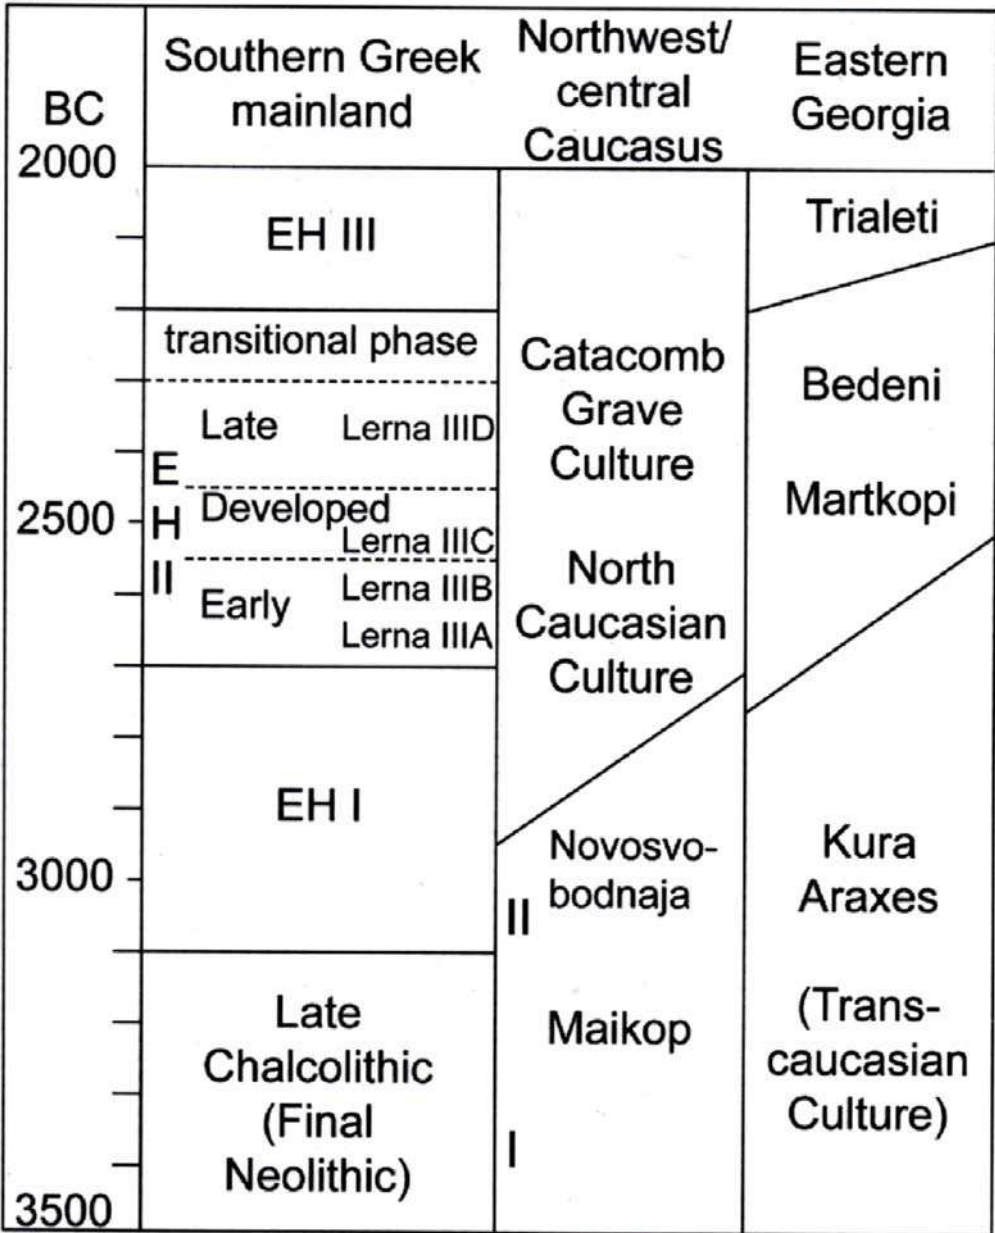 BC
2000
2500
3000
3500
Southern Greek
mainland
EH III
transitional phase
E
H
II
Late Lerna IIID
Developed
Lerna IIIC
Early
Lerna IIIB
Lerna IIIA
EH I
Late
Chalcolithic
(Final
Neolithic)
Northwest/
central
Caucasus
Catacomb
Grave
Culture
North
Caucasian
Culture
Novosvo-
bodnaja
II
Maikop
I
Eastern
Georgia
Trialeti
Bedeni
Martkopi
Kura
Araxes
(Trans-
caucasian
Culture)